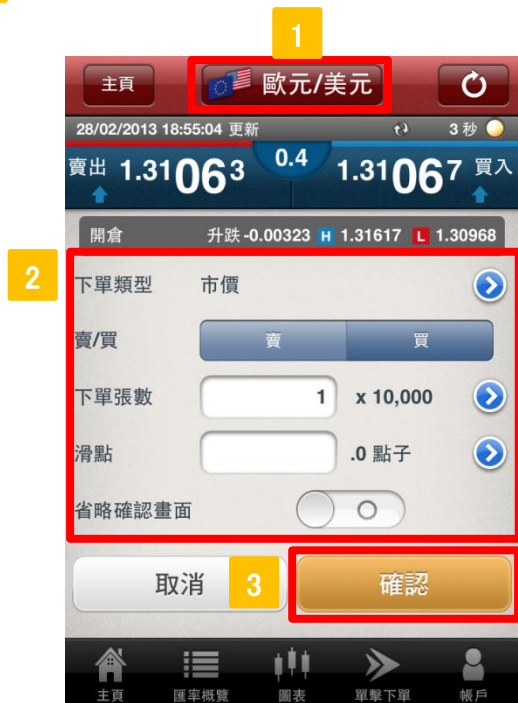 1
主頁 歐元/美元
28/02/2013 18:55:04 更新 3 秒
賣出 1.31063 0.4 1.31067 買入
開倉 升跌 -0.00323 H 1.31617 L 1.30968
2
下單類型 市價
賣/買 賣 買
下單張數 1 x 10,000
滑點 .0 點子
省略確認畫面
取消 3 確認
主頁 匯率概覽 圖表 單擊下單 帳戶